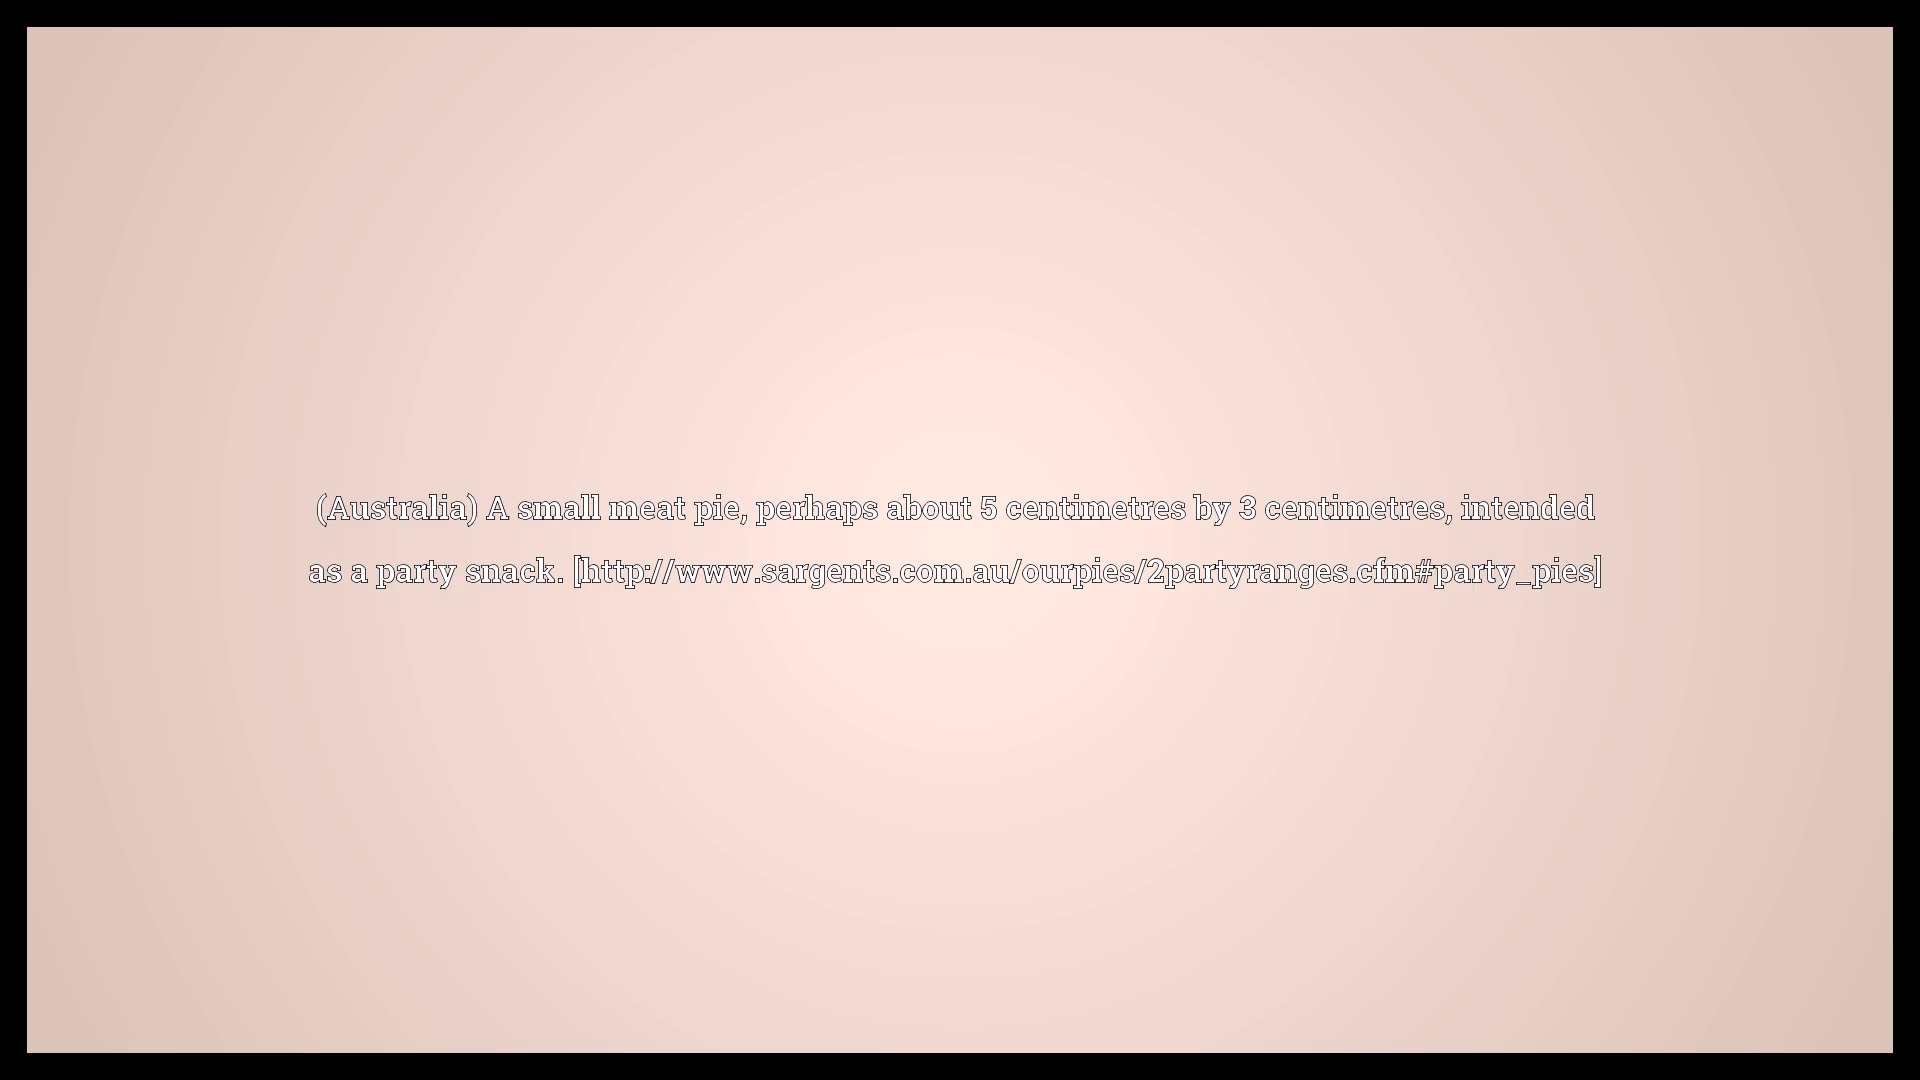 (Australia) A small meat pie, perhaps about 5 centimetres by 3 centimetres, intended
as a party snack. [http://www.sargents.com.au/ourpies/2partyranges.cfm#party_pies]